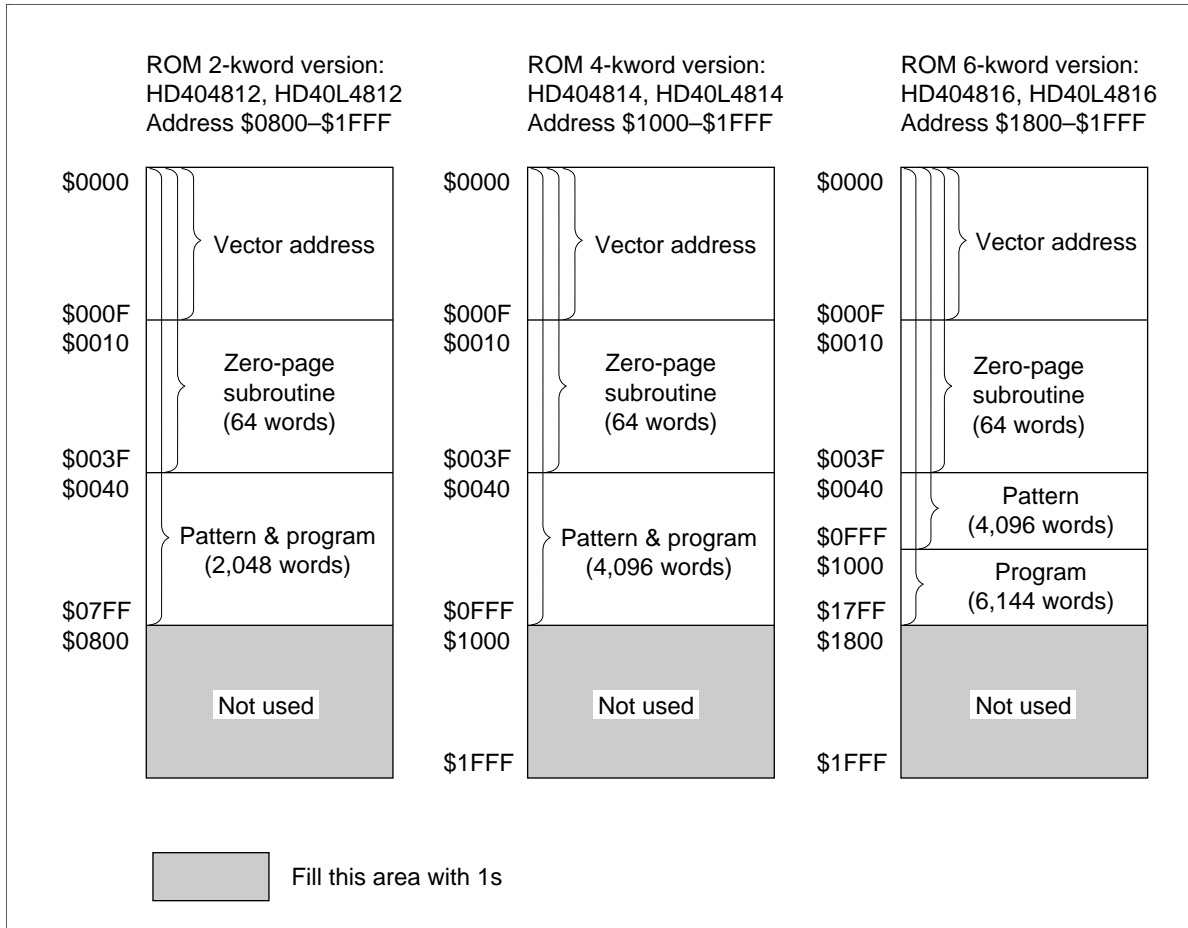 ROM 2-kword version:
HD404812, HD40L4812
Address $0800–$1FFF
$0000
Vector address
$000F
$0010
Zero-page
subroutine
(64 words)
$003F
$0040
Pattern & program
(2,048 words)
$07FF
$0800
Not used
ROM 4-kword version:
HD404814, HD40L4814
Address $1000–$1FFF
$0000
Vector address
$000F
$0010
Zero-page
subroutine
(64 words)
$003F
$0040
Pattern & program
(4,096 words)
$0FFF
$1000
Not used
$1FFF
ROM 6-kword version:
HD404816, HD40L4816
Address $1800–$1FFF
$0000
Vector address
$000F
$0010
Zero-page
subroutine
(64 words)
$003F
$0040
Pattern
(4,096 words)
$0FFF
$1000
Program
(6,144 words)
$17FF
$1800
Not used
$1FFF
Fill this area with 1s